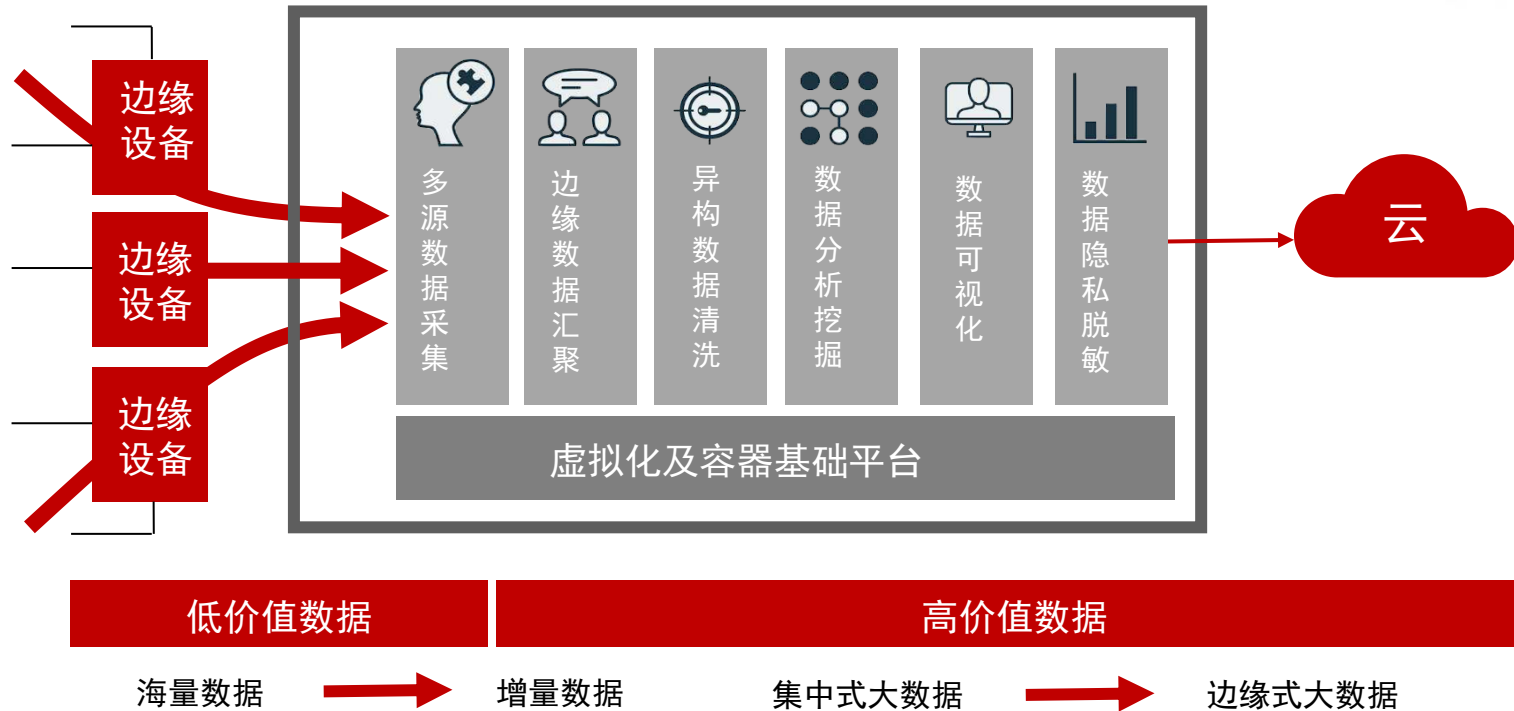 边缘
设备
边缘
设备
边缘
设备
多源数据采集
边缘数据汇聚
异构数据清洗
数据分析挖掘
数据可视化
数据隐私脱敏
虚拟化及容器基础平台
云
低价值数据
高价值数据
海量数据
增量数据
集中式大数据
边缘式大数据